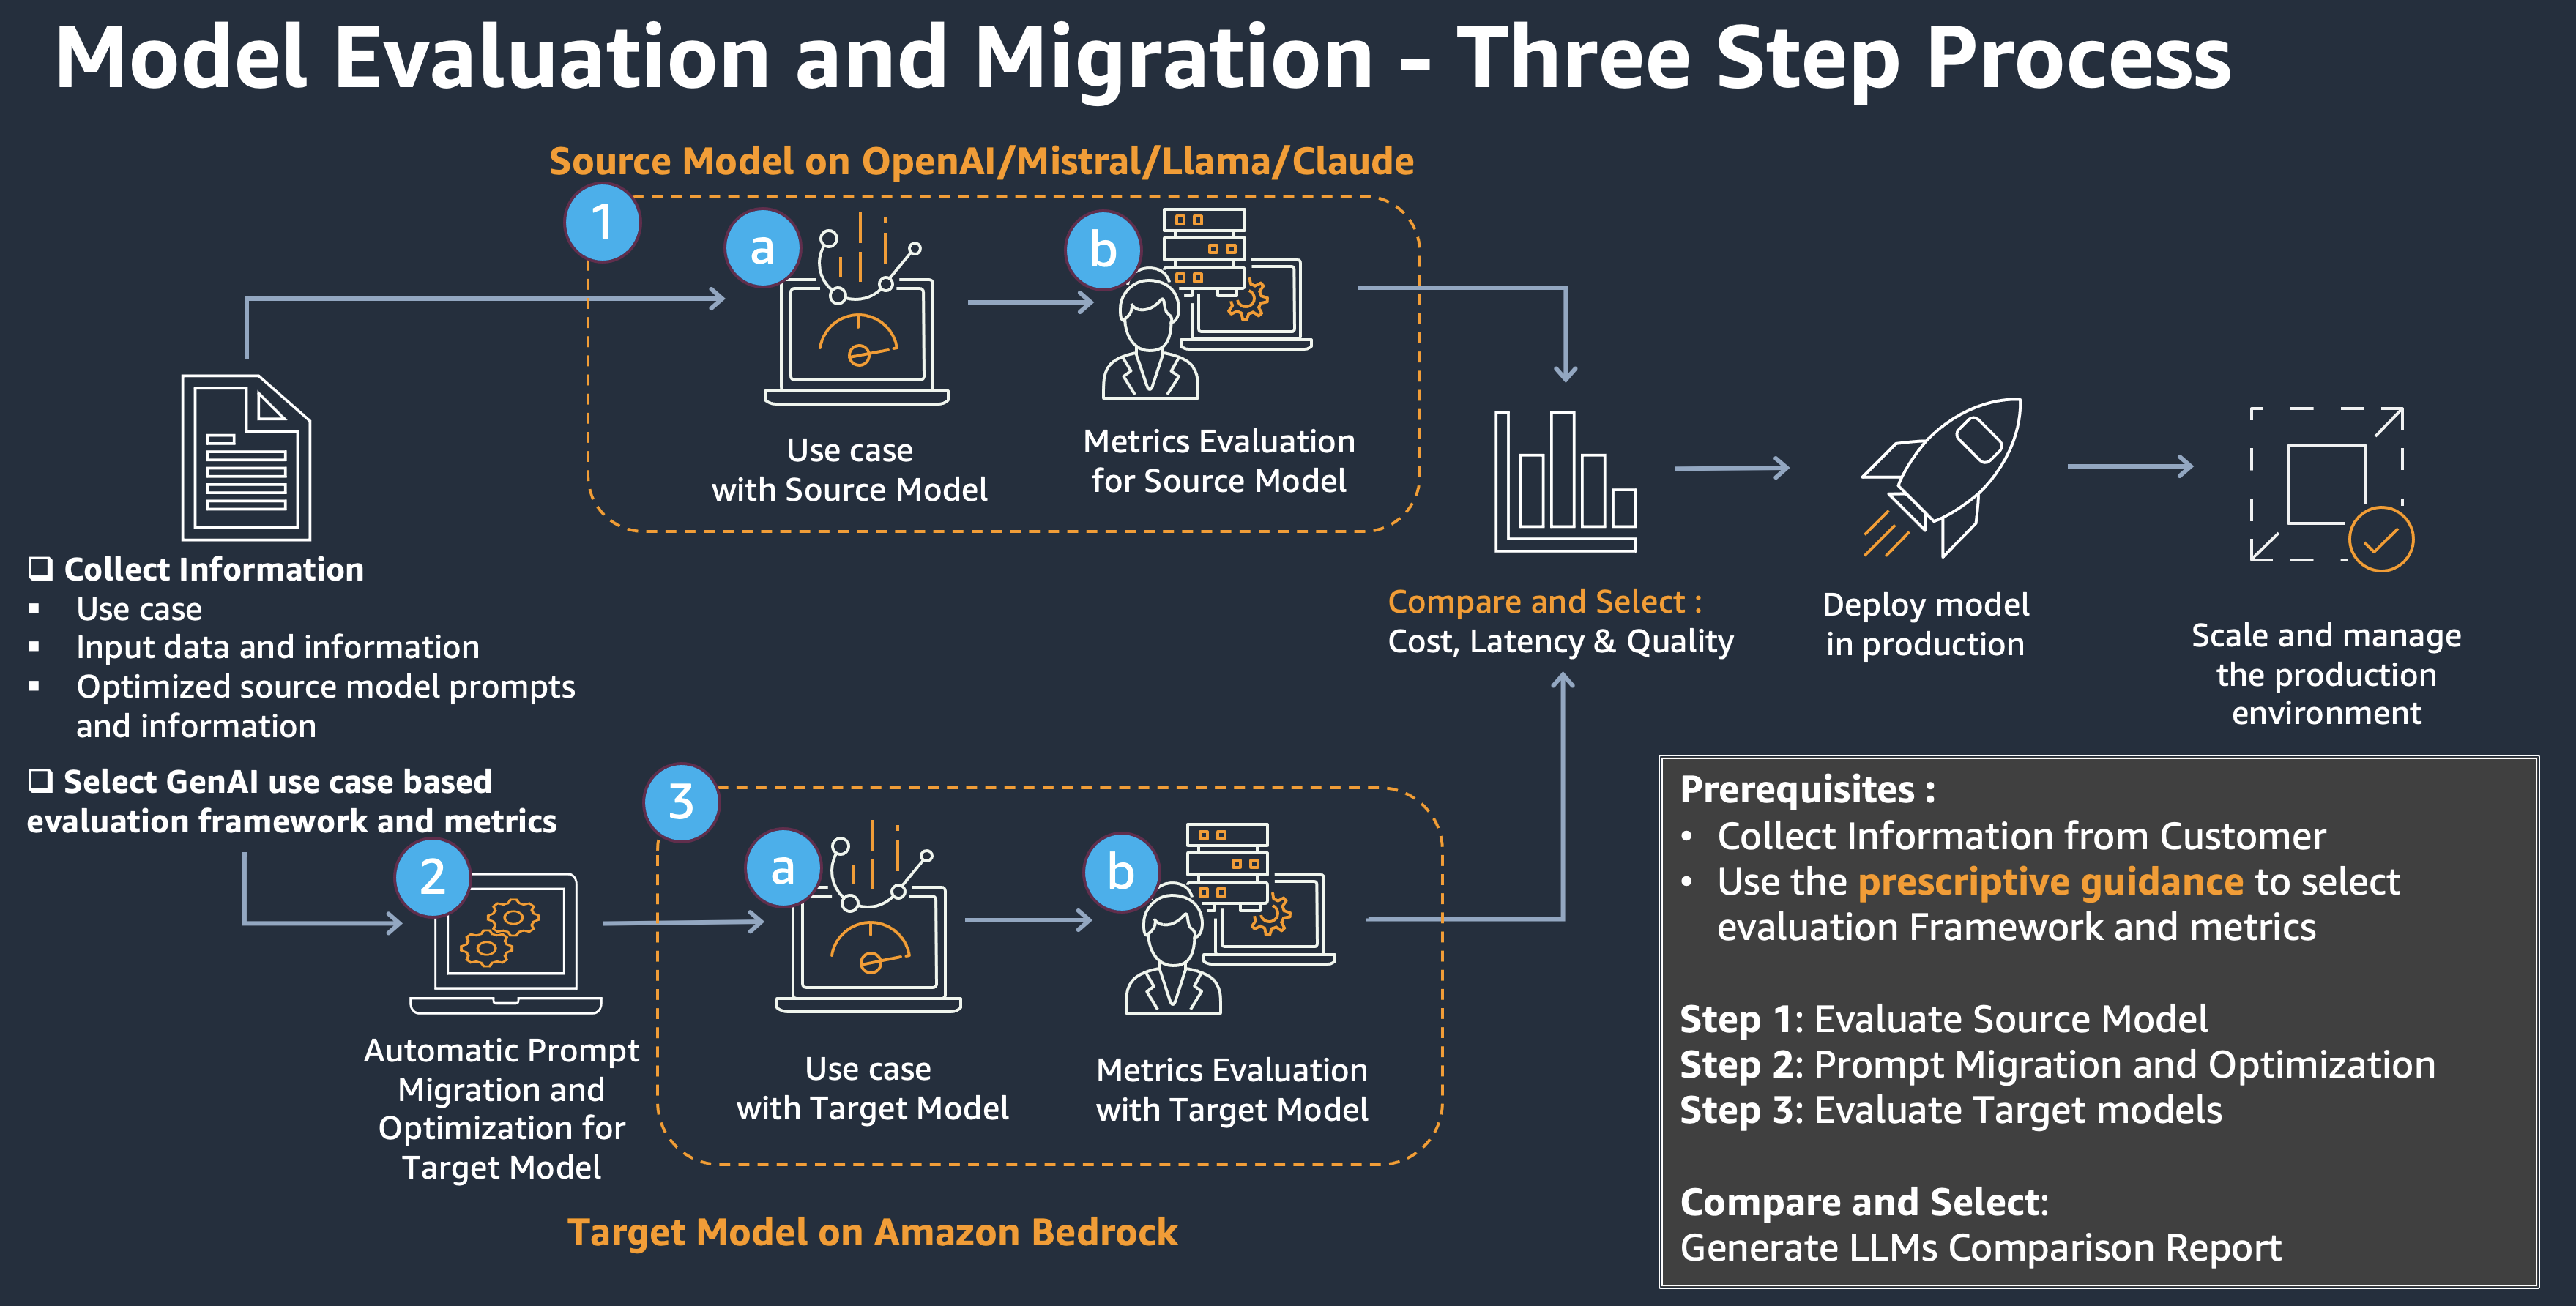 Model Evaluation and Migration - Three Step Process
Source Model on OpenAI/Mistral/Llama/Claude
1
a
b
Use case
with Source Model
Metrics Evaluation
for Source Model
❏ Collect Information
▪ Use case
▪ Input data and information
▪ Optimized source model prompts
and information
❏ Select GenAI use case based
evaluation framework and metrics
2
Automatic Prompt
Migration and
Optimization for
Target Model
3
a
b
Use case
with Target Model
Metrics Evaluation
with Target Model
Target Model on Amazon Bedrock
Compare and Select :
Cost, Latency & Quality
Deploy model
in production
Scale and manage
the production
environment
Prerequisites :
• Collect Information from Customer
• Use the prescriptive guidance to select
evaluation Framework and metrics
Step 1: Evaluate Source Model
Step 2: Prompt Migration and Optimization
Step 3: Evaluate Target models
Compare and Select:
Generate LLMs Comparison Report